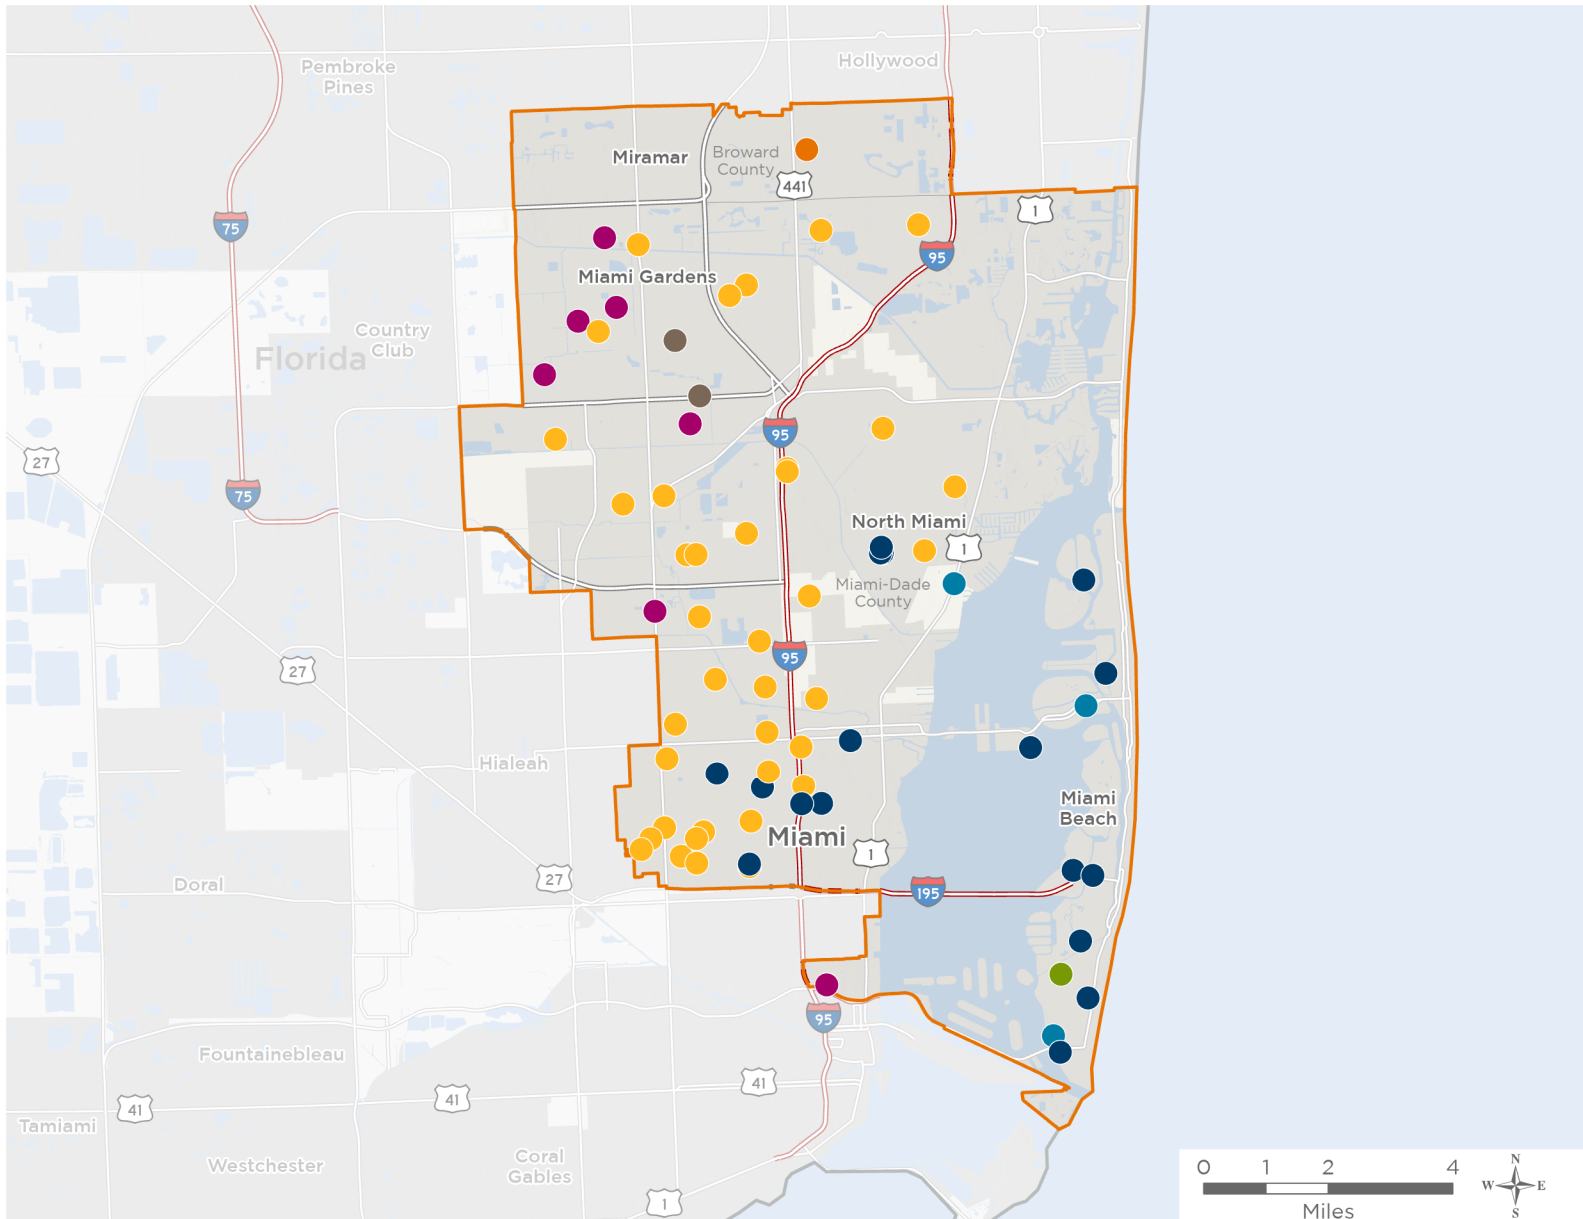 Hollywood
Pembroke
Pines
Miramar
Broward
County
441
1
75
95
Miami Gardens
Country
Club
Florida
95
27
75
North Miami
1
Miami-Dade
County
95
27
Hialeah
Miami
Beach
Miami
1
27
Doral
195
95
Fountainebleau
41
41
41
Tamiami
Coral
Gables
Westchester
1
0 1 2 4
Miles
N
W E
S